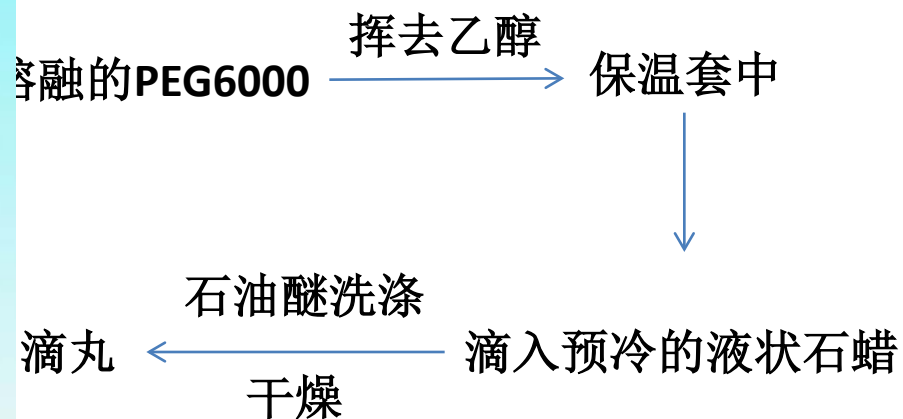 挥去乙醇
融的PEG6000
保温套中
石油醚洗涤
滴丸
滴入预冷的液状石蜡
干燥